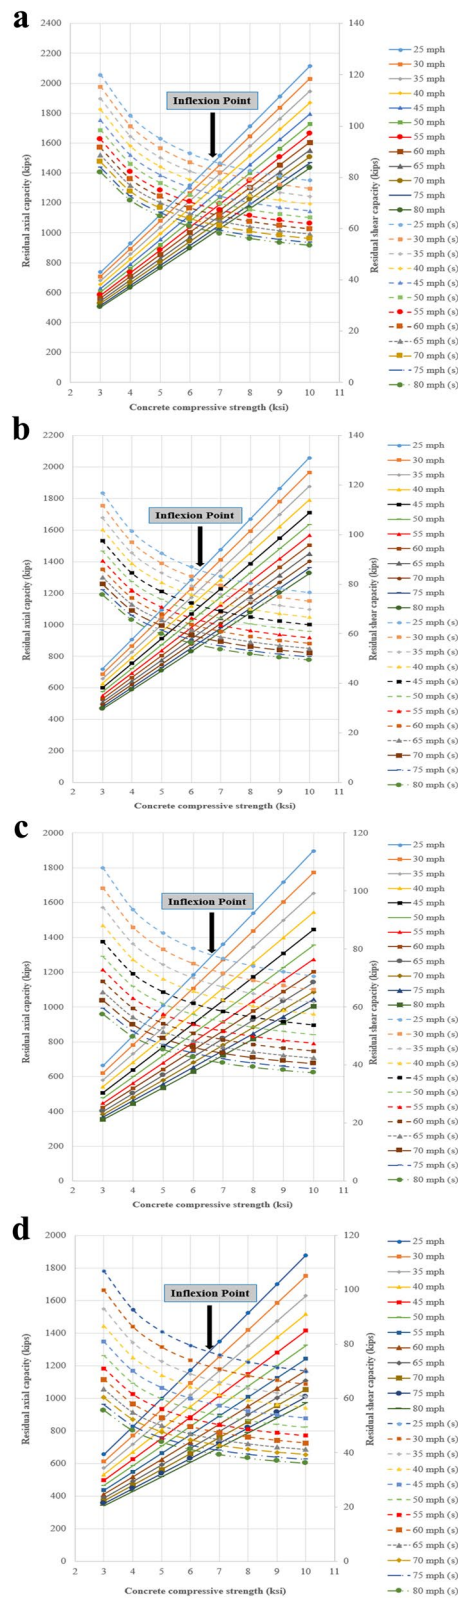 a
2400
2200
2000
1800
1600
1400
1200
1000
800
600
400
200
0
Residual axial capacity (kips)
Inflexion Point
140
120
100
80
60
40
20
0
Residual shear capacity (kips)
2 3 4 5 6 7 8 9 10 11
Concrete compressive strength (ksi)
25 mph
30 mph
35 mph
40 mph
45 mph
50 mph
55 mph
60 mph
65 mph
70 mph
75 mph
80 mph
25 mph (s)
30 mph (s)
35 mph (s)
40 mph (s)
45 mph (s)
50 mph (s)
55 mph (s)
60 mph (s)
65 mph (s)
70 mph (s)
75 mph (s)
80 mph (s)
b
2200
2000
1800
1600
1400
1200
1000
800
600
400
200
0
Residual axial capacity (kips)
Inflexion Point
140
120
100
80
60
40
20
0
Residual shear capacity (kips)
2 3 4 5 6 7 8 9 10 11
Concrete compressive strength (ksi)
25 mph
30 mph
35 mph
40 mph
45 mph
50 mph
55 mph
60 mph
65 mph
70 mph
75 mph
80 mph
25 mph (s)
30 mph (s)
35 mph (s)
40 mph (s)
45 mph (s)
50 mph (s)
55 mph (s)
60 mph (s)
65 mph (s)
70 mph (s)
75 mph (s)
80 mph (s)
c
2000
1800
1600
1400
1200
1000
800
600
400
200
0
Residual axial capacity (kips)
Inflexion Point
120
100
80
60
40
20
0
Residual shear capacity (kips)
2 3 4 5 6 7 8 9 10 11
Concrete compressive strength (ksi)
25 mph
30 mph
35 mph
40 mph
45 mph
50 mph
55 mph
60 mph
65 mph
70 mph
75 mph
80 mph
25 mph (s)
30 mph (s)
35 mph (s)
40 mph (s)
45 mph (s)
50 mph (s)
55 mph (s)
60 mph (s)
65 mph (s)
70 mph (s)
75 mph (s)
80 mph (s)
d
2000
1800
1600
1400
1200
1000
800
600
400
200
0
Residual axial capacity (kips)
Inflexion Point
120
100
80
60
40
20
0
Residual shear capacity (kips)
2 3 4 5 6 7 8 9 10 11
Concrete compressive strength (ksi)
25 mph
30 mph
35 mph
40 mph
45 mph
50 mph
55 mph
60 mph
65 mph
70 mph
75 mph
80 mph
25 mph (s)
30 mph (s)
35 mph (s)
40 mph (s)
45 mph (s)
50 mph (s)
55 mph (s)
60 mph (s)
65 mph (s)
70 mph (s)
75 mph (s)
80 mph (s)